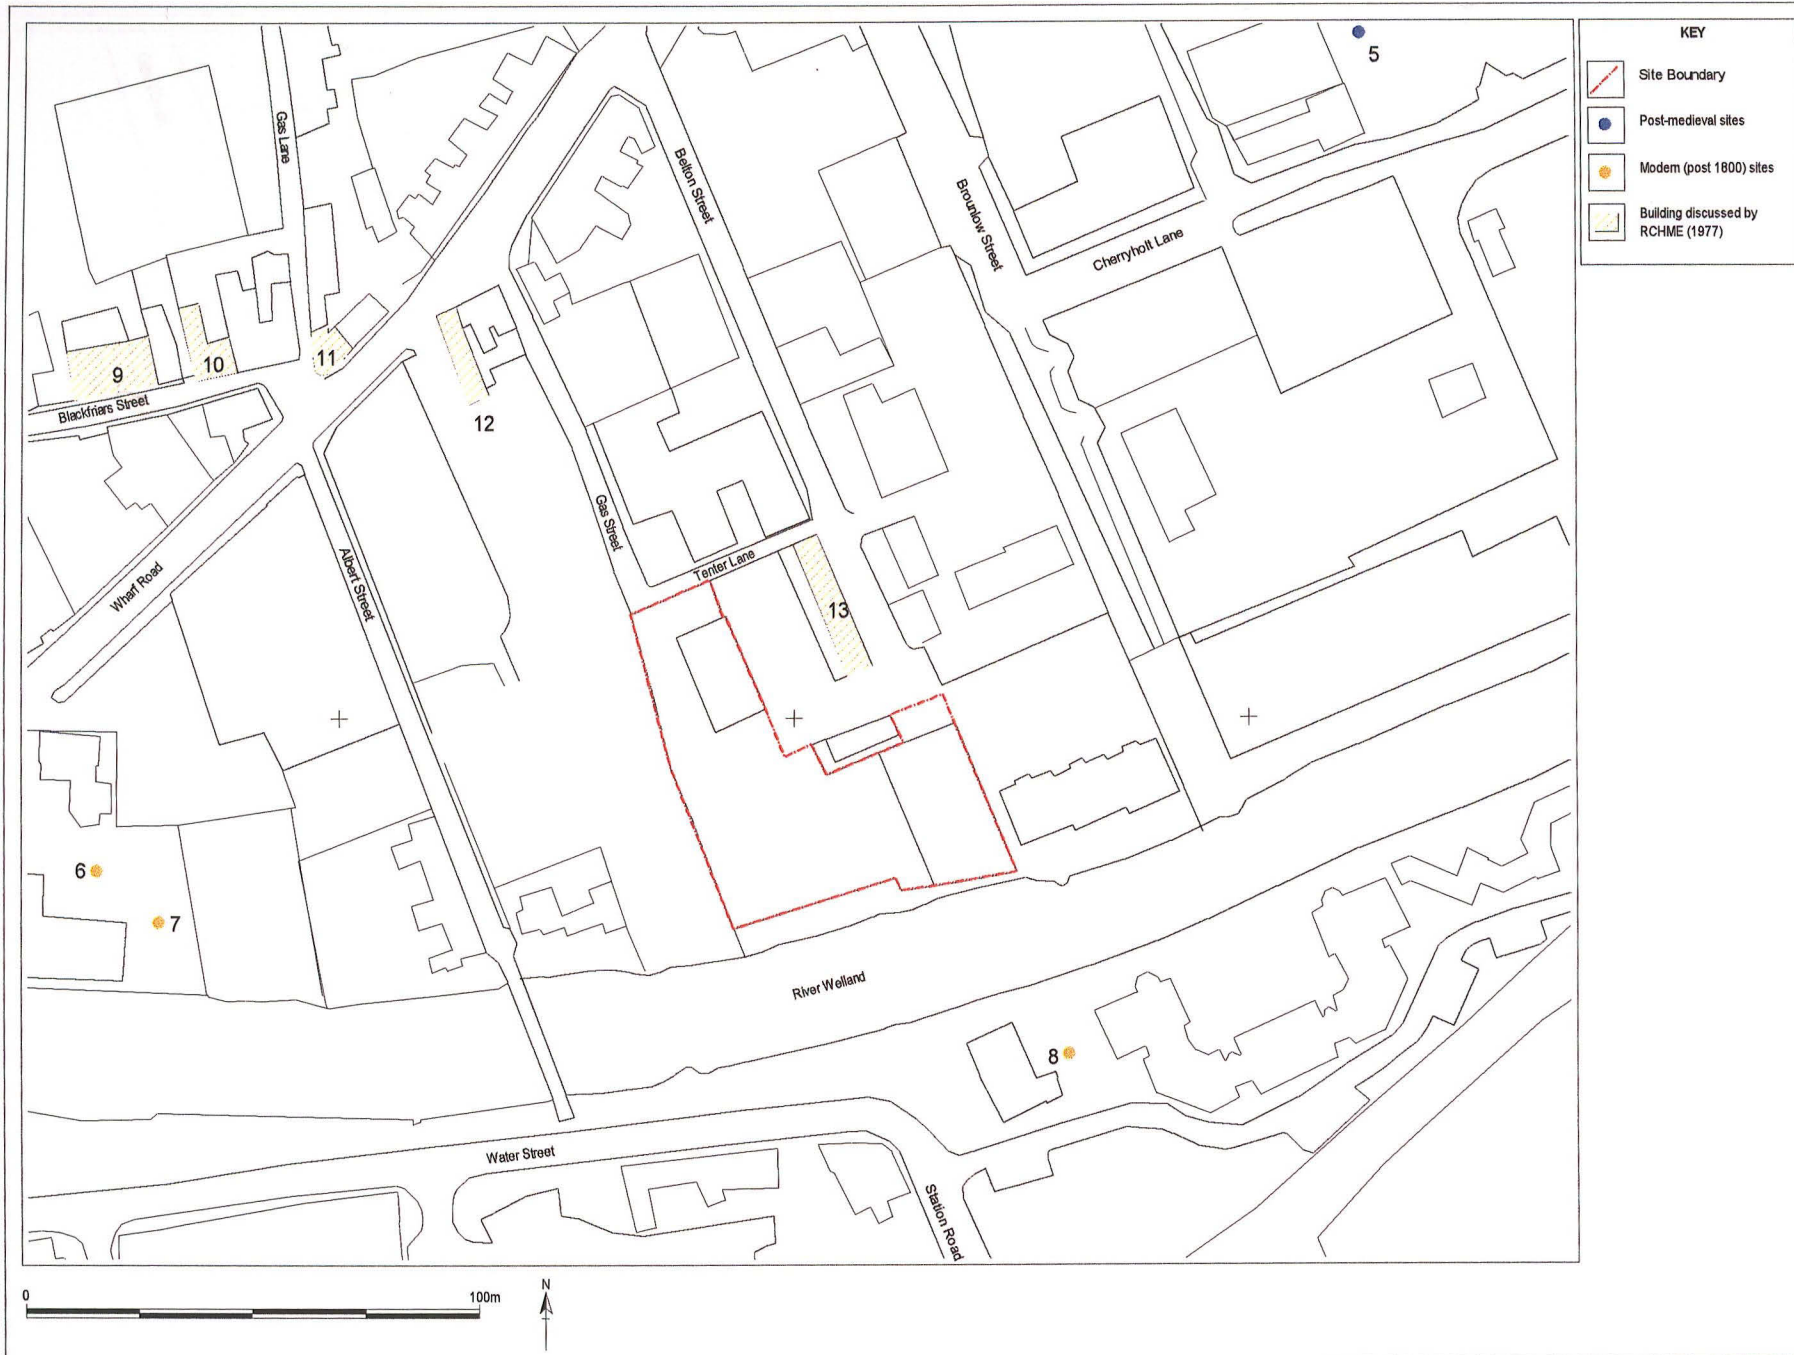 KEY
Site Boundary
Post-medieval sites
Modern (post 1800) sites
Building discussed by
RCHME (1977)
5
Gas Lane
Belton Street
Brounlow Street
Cherryholt Lane
9
10
11
12
Blackfriars Street
Gas Street
Tenter Lane
13
Wharf Road
Albert Street
6
7
River Welland
8
Water Street
Station Road
0
100m
N